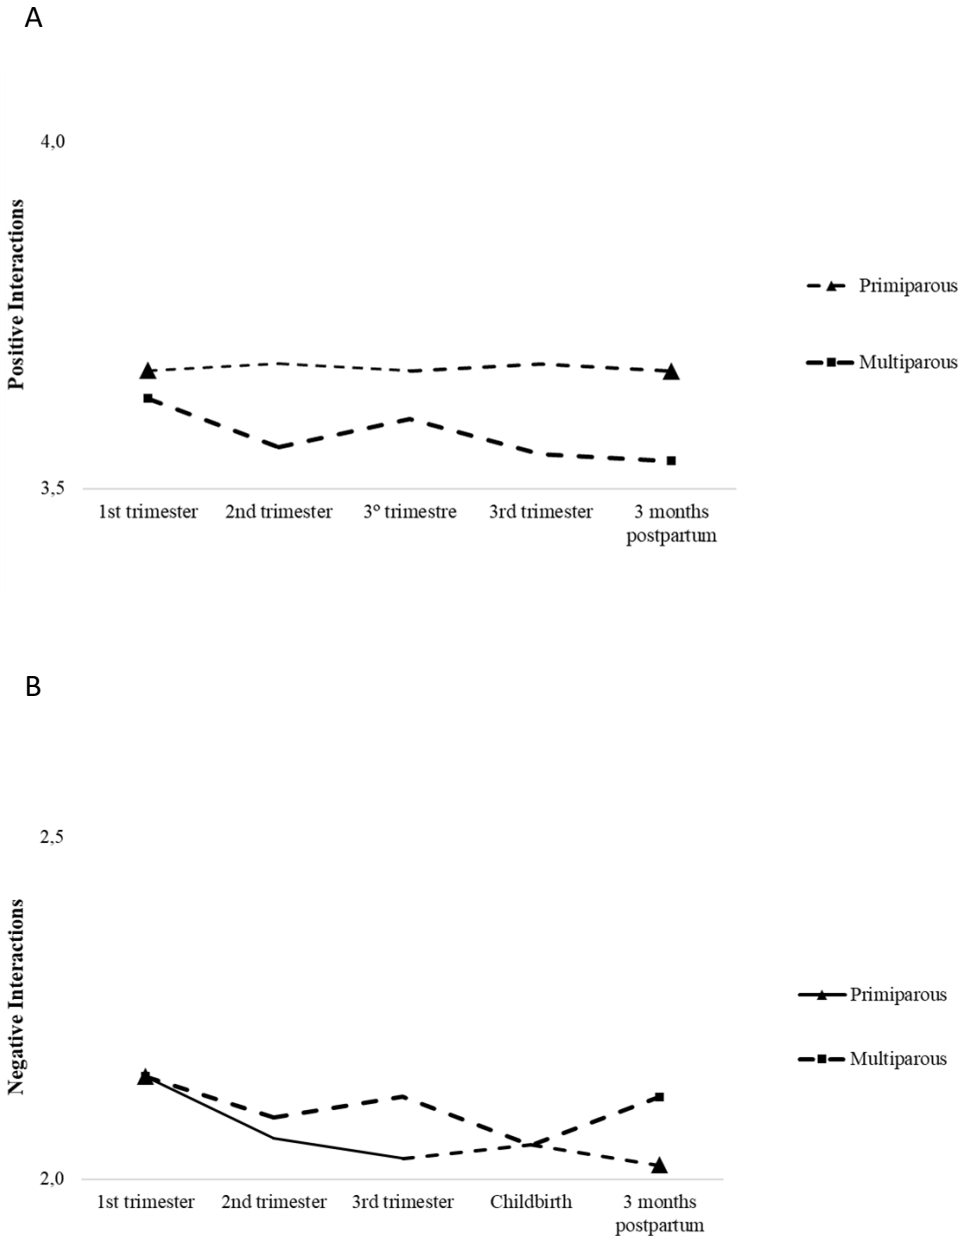 A
4,0
Positive Interactions
Primiparous
Multiparous
3,5
1st trimester
2nd trimester
3º trimestre
3rd trimester
3 months
postpartum
B
2,5
Negative Interactions
Primiparous
Multiparous
2,0
1st trimester
2nd trimester
3rd trimester
Childbirth
3 months
postpartum